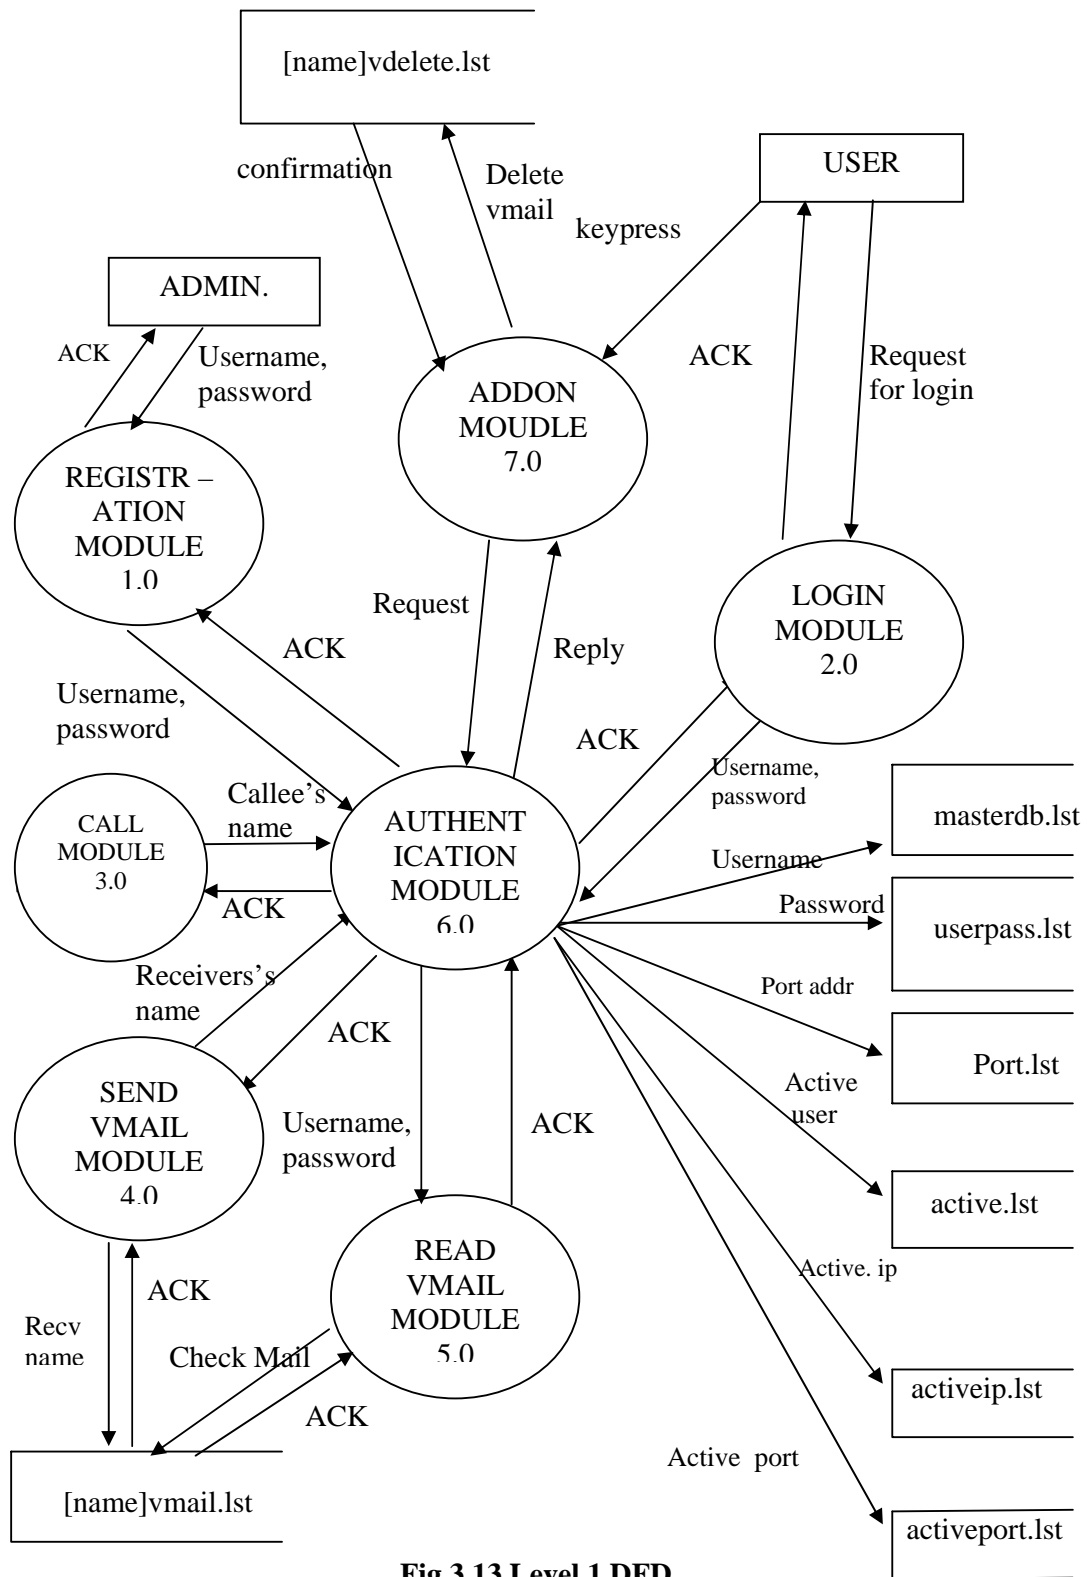 [name]vdelete.lst
confirmation
Delete
vmail
keypress
USER
ADMIN.
ACK
Username,
password
ACK
Request
for login
ADDON
MOUDLE
7.0
REGISTR –
ATION
MODULE
1.0
LOGIN
MODULE
2.0
Request
Reply
ACK
Username,
password
ACK
Username,
password
Callee's
name
CALL
MODULE
3.0
ACK
AUTHENT
ICATION
MODULE
6.0
masterdb.lst
Username
Password
userpass.lst
Receivers's
name
ACK
Port addr
Port.lst
Active
user
SEND
VMAIL
MODULE
4.0
Username,
password
ACK
active.lst
READ
VMAIL
MODULE
5.0
Active. ip
ACK
Recv
name
Check Mail
ACK
activeip.lst
Active port
[name]vmail.lst
activeport.lst
Fig 3.13 Level 1 DFD